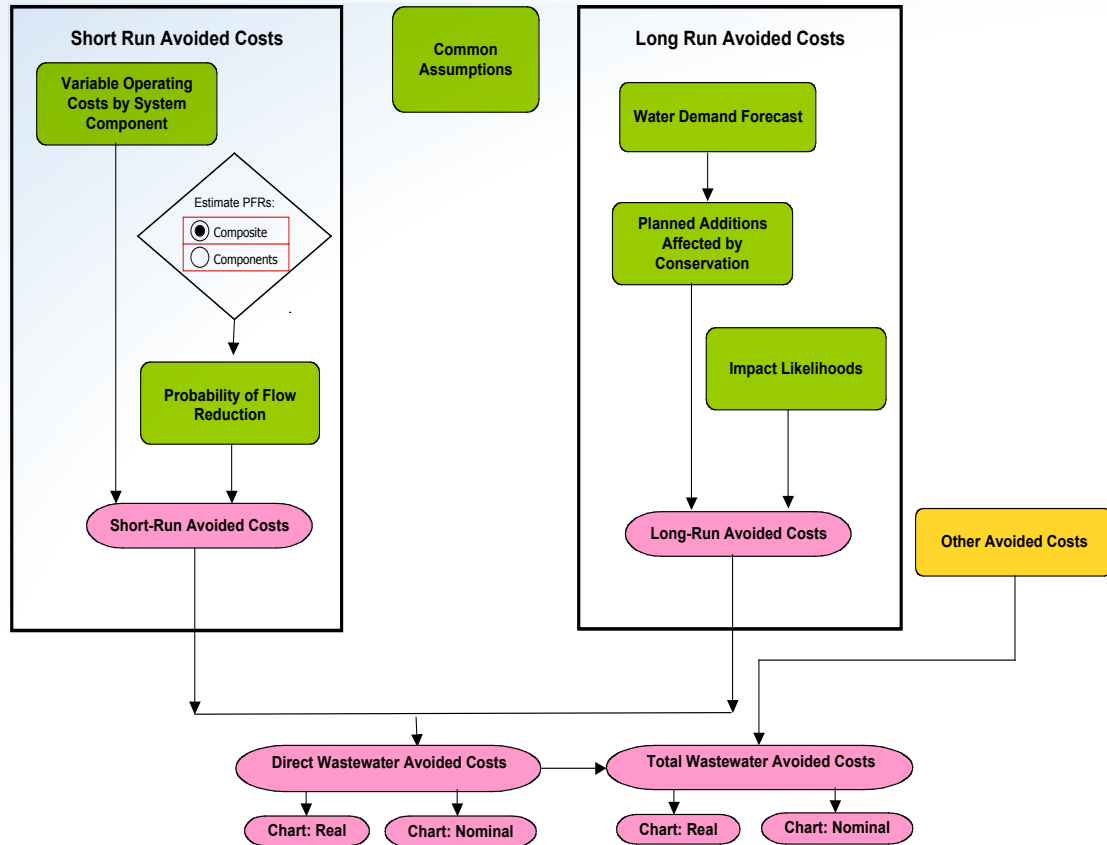 Short Run Avoided Costs
Variable Operating
Costs by System
Component
Estimate PFRs:
Composite
Components
Probability of Flow
Reduction
Short-Run Avoided Costs
Common
Assumptions
Long Run Avoided Costs
Water Demand Forecast
Planned Additions
Affected by
Conservation
Impact Likelihoods
Long-Run Avoided Costs
Other Avoided Costs
Direct Wastewater Avoided Costs
Total Wastewater Avoided Costs
Chart: Real
Chart: Nominal
Chart: Real
Chart: Nominal